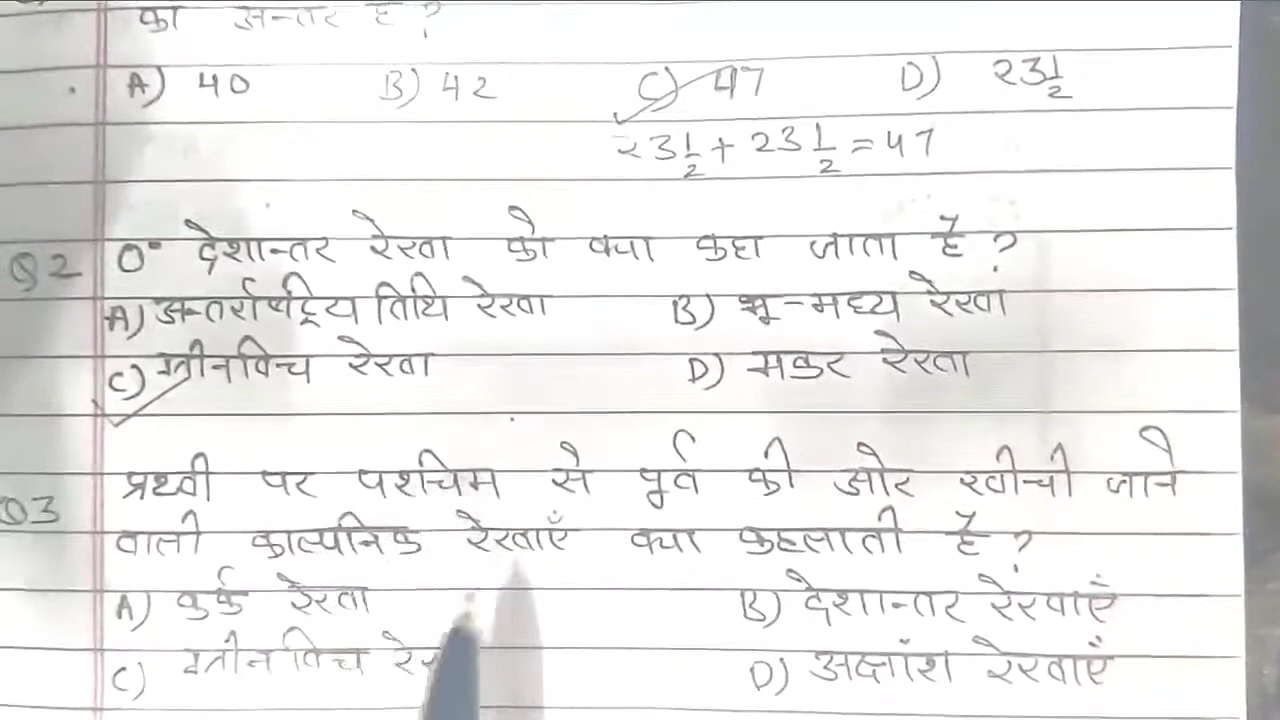 का अन्तर है ?
A) 40 B) 42 C) 47 D) 23½
23½ + 23½ = 47
Q2 0° देशान्तर रेखा को क्या कहा जाता है ?
A) अन्तर्राष्ट्रिय तिथि रेखा B) भू-मध्य रेखा
C) ग्रीनविच रेखा D) मकर रेखा
Q3 प्रथ्वी पर पश्चिम से पूर्व की ओर खींची जाने
वाली काल्पनिक रेखाएँ क्या कहलाती है ?
A) कर्क रेखा B) देशान्तर रेखाएँ
C) ग्रीनविच D) अक्षांश रेखाएँ